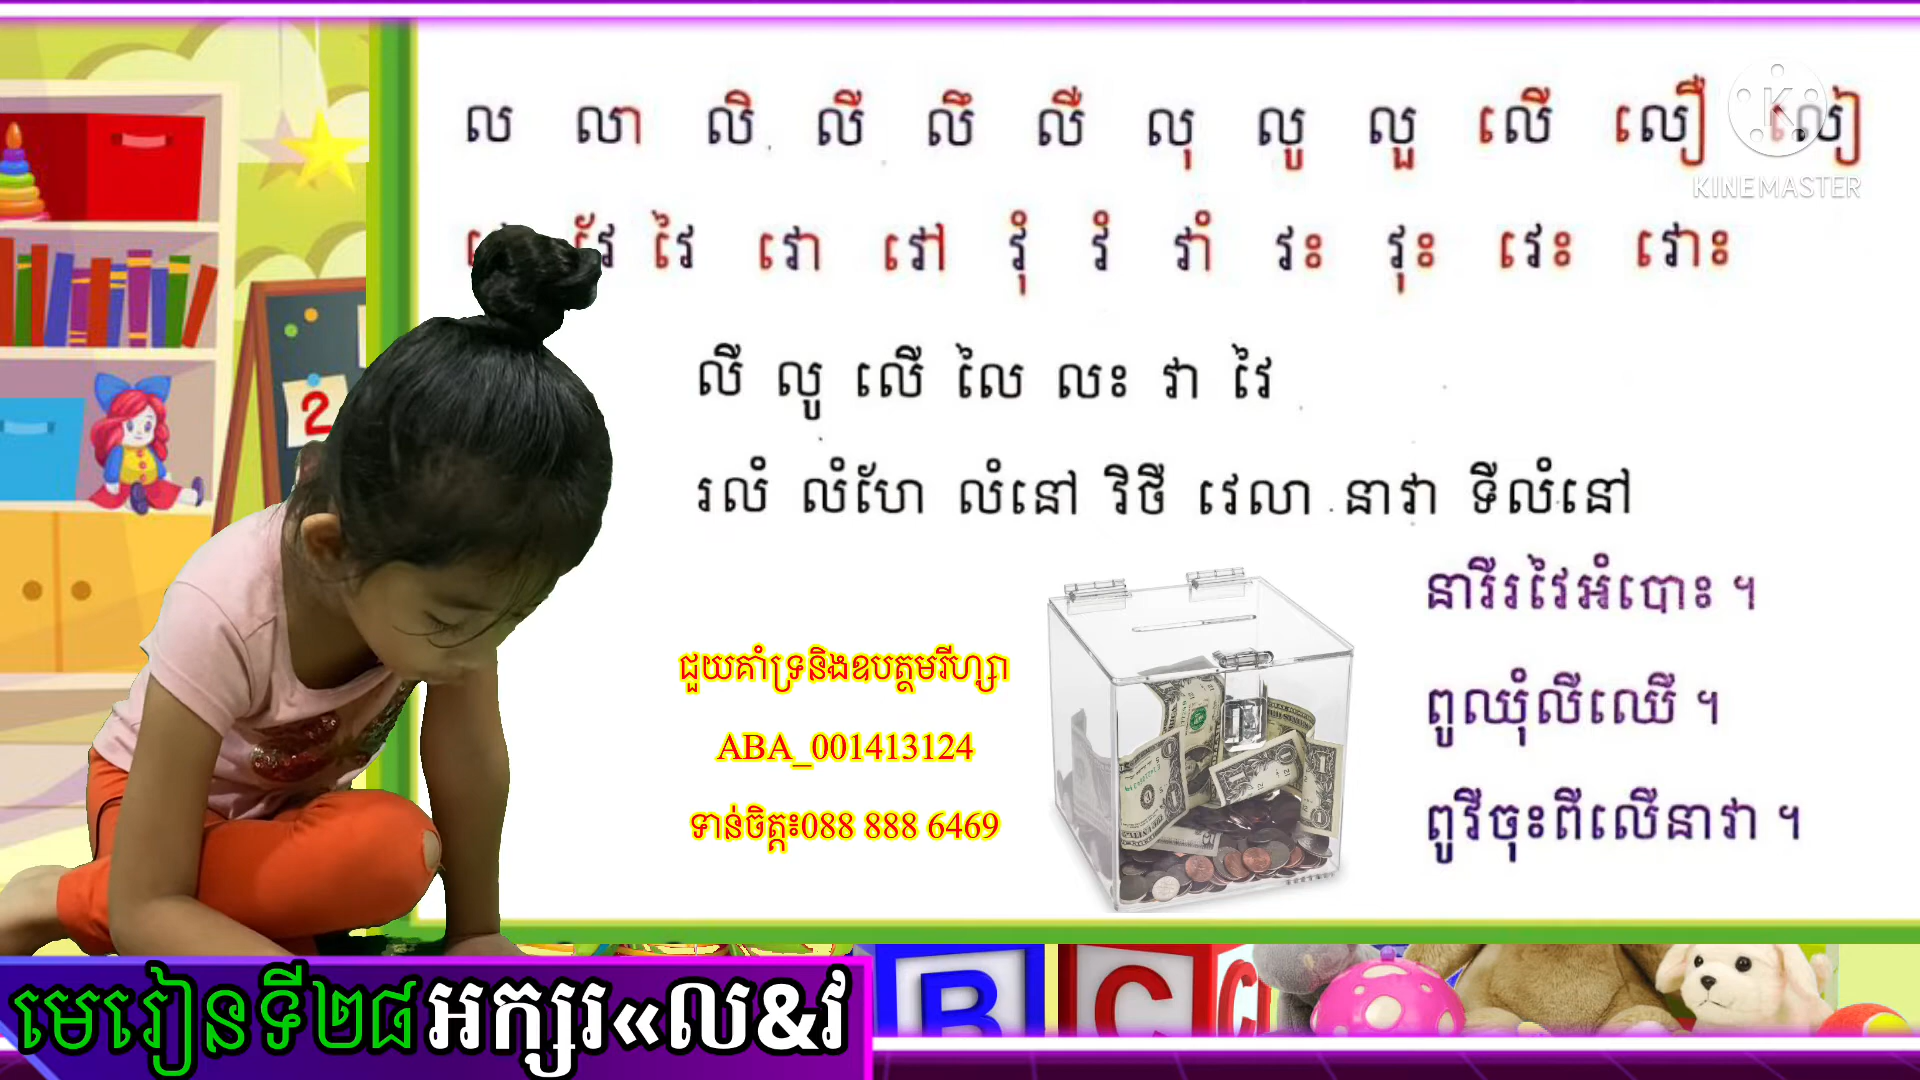 ល លា លិ លី លឹ លឺ លុ លូ លួ លើ លឿ លៀ
KINEMASTER
វែ វៃ វោ វៅ វុំ វំ វាំ វះ វុះ វេះ វោះ
លី លូ លើ លៃ លះ វា វៃ
រលំ លំហែ លំនៅ វិថី វេលា នាវា ទីលំនៅ
នារីរវៃអំបោះ ។
ពូឈុំលីឈើ ។
ពូវីចុះពីលើនាវា ។
ជួយគាំទ្រនិងឧបត្ថមរីហ្សា
ABA_001413124
ទាន់ចិត្ត៖088 888 6469
2
មេរៀនទី២៨អក្សរ«ល&វ
B C C